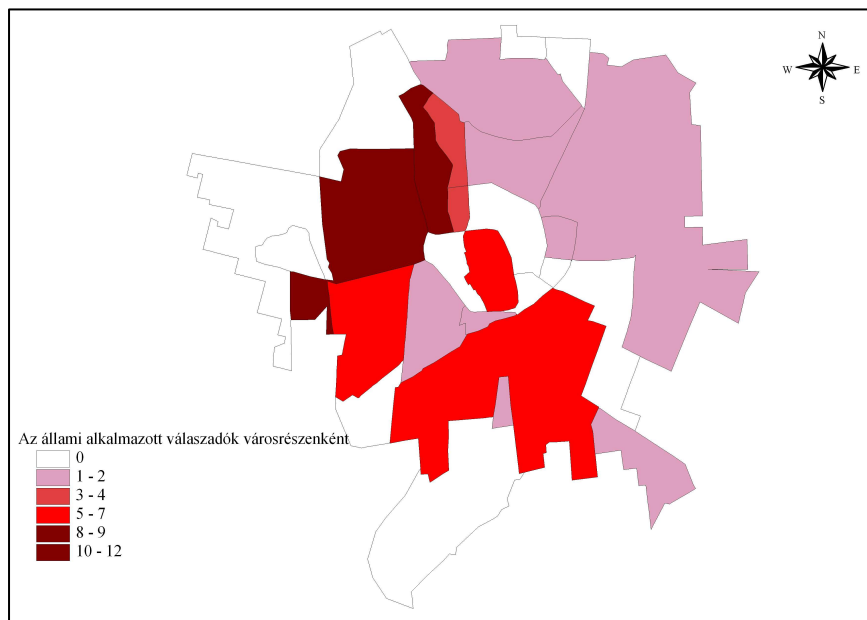 N
W E
S
Az állami alkalmazott válaszadók városrészenként
0
1 - 2
3 - 4
5 - 7
8 - 9
10 - 12